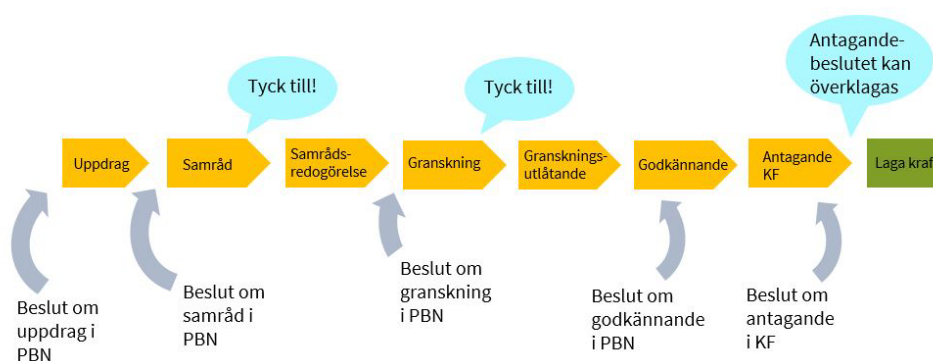 Tyck till!
Tyck till!
Antagande-
beslutet kan
överklagas
Uppdrag
Samråd
Samråds-
redogörelse
Granskning
Gransknings-
utlåtande
Godkännande
Antagande
KF
Laga kraf
Beslut om
uppdrag i
PBN
Beslut om
samråd i
PBN
Beslut om
granskning
i PBN
Beslut om
godkännande
i PBN
Beslut om
antagande
i KF